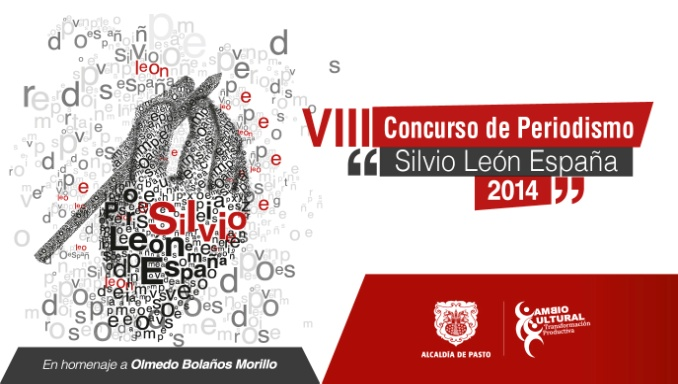 Silvio
León
España
En homenaje a Olmedo Bolaños Morillo
VIII Concurso de Periodismo
“ Silvio León España
2014 ”
ALCALDÍA DE PASTO
CAMBIO
CULTURAL
Transformación
Productiva